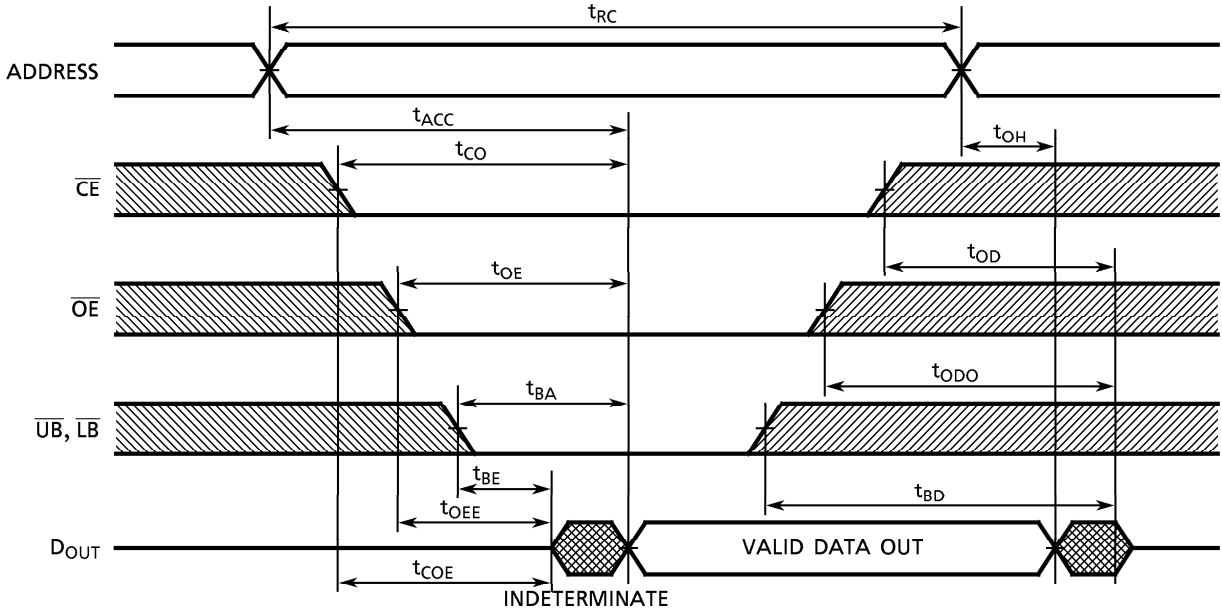 tRC
ADDRESS
tACC
tOH
tCO
CE
tOD
tOE
OE
tODO
tBA
UB, LB
tBE
tBD
tOEE
DOUT
VALID DATA OUT
tCOE
INDETERMINATE